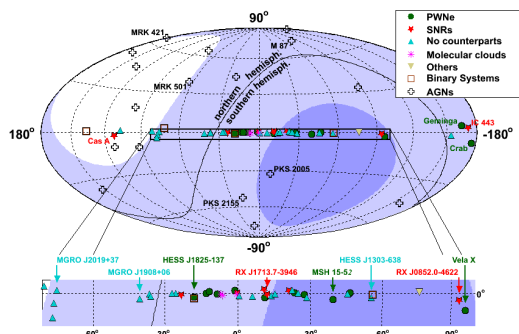 90°
MRK 421
M 87
MRK 501
northern hemisph.
southern hemisph.
PWNe
SNRs
No counterparts
Molecular clouds
Others
Binary Systems
AGNs
180°
-180°
Cas A
Geminga
IC 443
Crab
PKS 2005
PKS 2155
-90°
MGRO J2019+37
HESS J1825-137
HESS J1303-638
Vela X
MGRO J1908+06
RX J1713.7-3946
MSH 15-52
RX J0852.0-4622
0°
0°